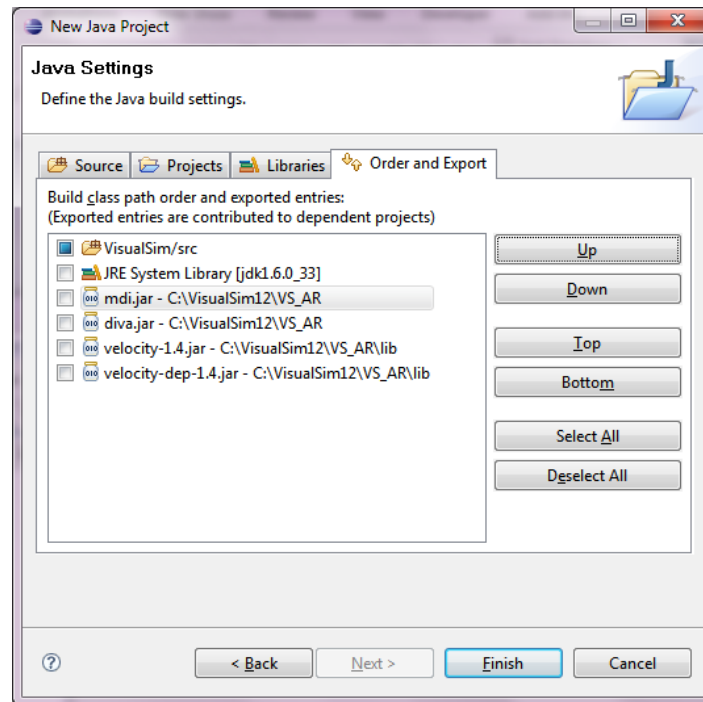 New Java Project
Java Settings
Define the Java build settings.
Source
Projects
Libraries
Order and Export
Build class path order and exported entries:
(Exported entries are contributed to dependent projects)
VisualSim/src
JRE System Library [jdk1.6.0_33]
mdi.jar - C:\VisualSim12\VS_AR
diva.jar - C:\VisualSim12\VS_AR
velocity-1.4.jar - C:\VisualSim12\VS_AR\lib
velocity-dep-1.4.jar - C:\VisualSim12\VS_AR\lib
Up
Down
Top
Bottom
Select All
Deselect All
< Back
Next >
Finish
Cancel